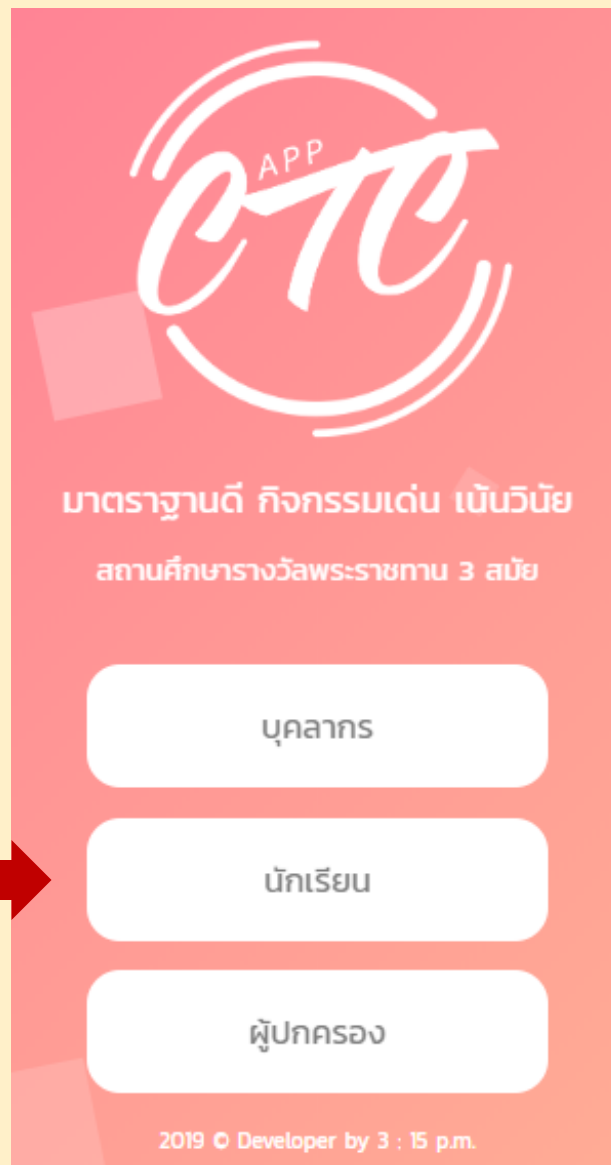 APP
CTC
มาตราฐานดี กิจกรรมเด่น เน้นวินัย
สถานศึกษารางวัลพระราชทาน 3 สมัย
บุคลากร
นักเรียน
ผู้ปกครอง
2019 © Developer by 3 : 15 p.m.